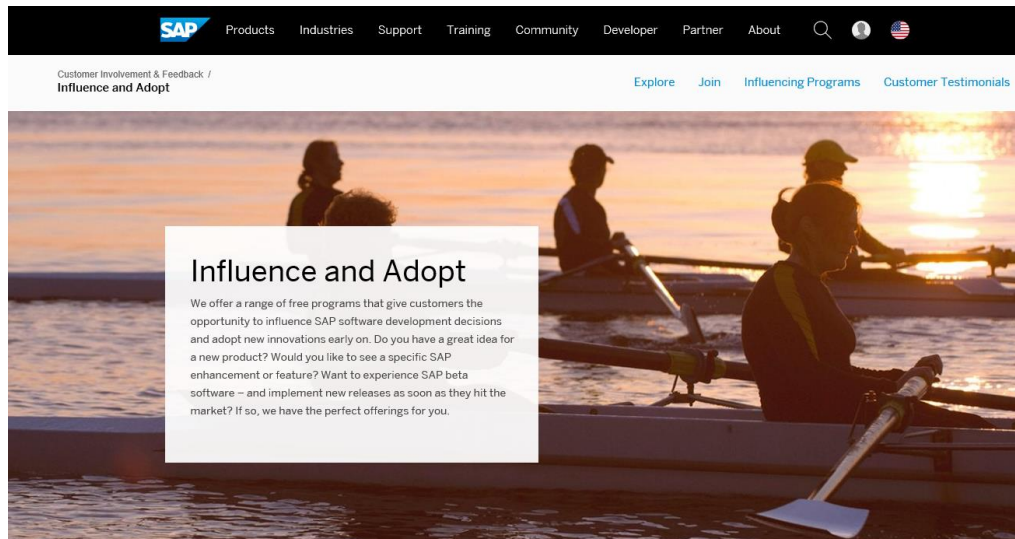 SAP Products Industries Support Training Community Developer Partner About
Customer Involvement & Feedback /
Influence and Adopt
Explore Join Influencing Programs Customer Testimonials
Influence and Adopt
We offer a range of free programs that give customers the
opportunity to influence SAP software development decisions
and adopt new innovations early on. Do you have a great idea for
a new product? Would you like to see a specific SAP
enhancement or feature? Want to experience SAP beta
software – and implement new releases as soon as they hit the
market? If so, we have the perfect offerings for you.